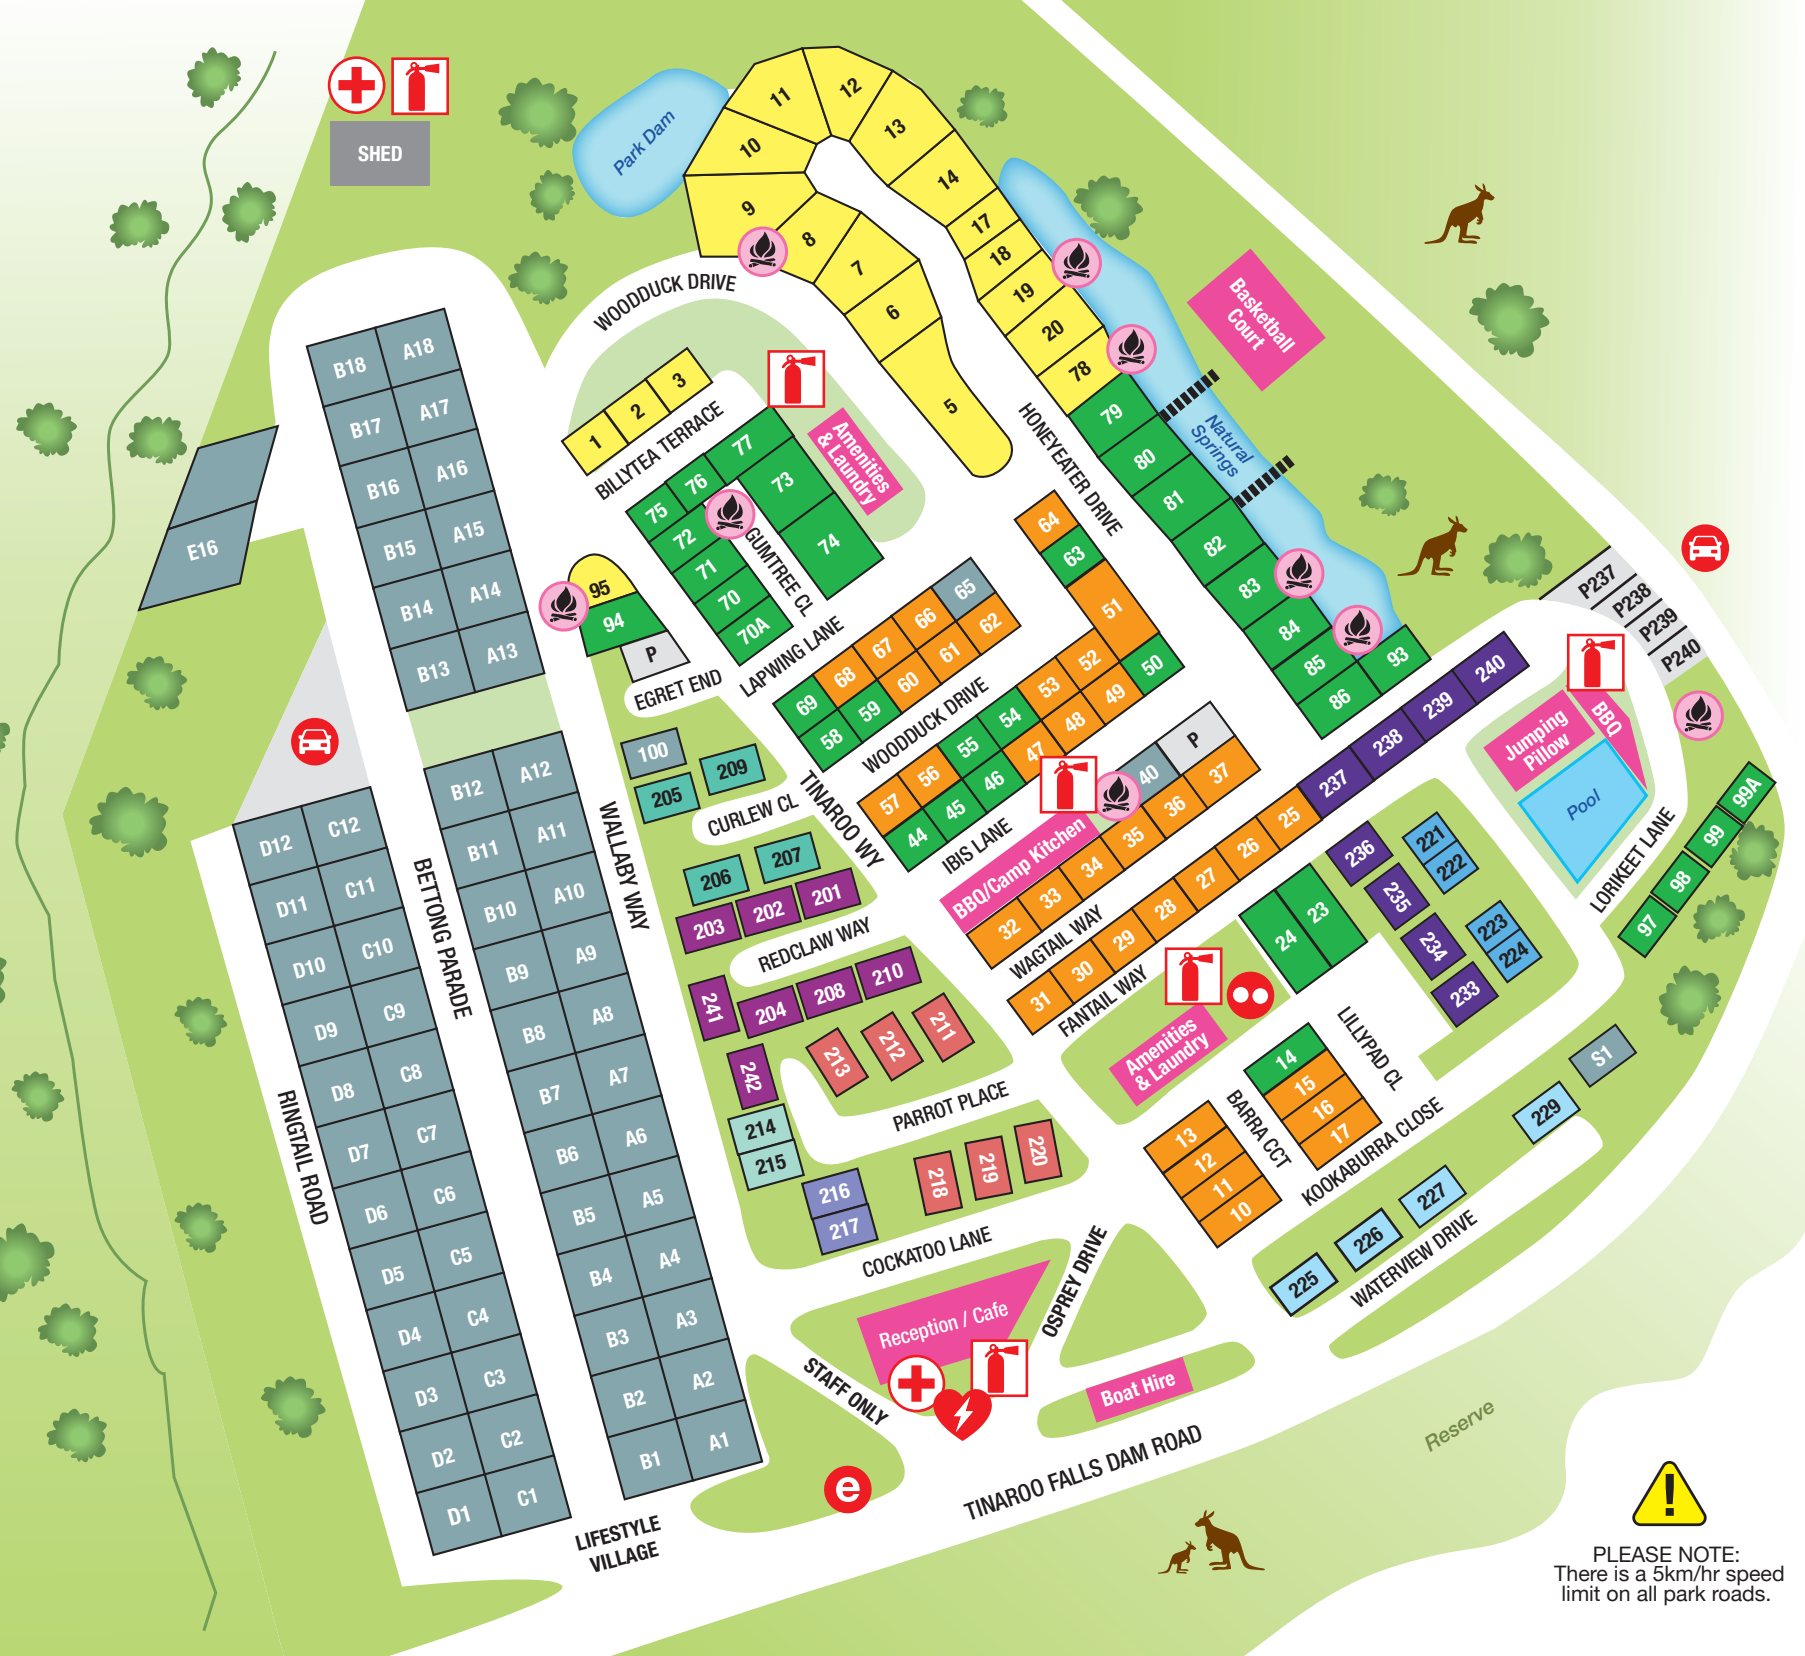 SHED
Park Dam
11
12
10
13
9
14
8
17
7
18
6
19
20
5
78
WOODDUCK DRIVE
Basketball
Court
Natural
Springs
HONEYEATER DRIVE
1
2
3
BILLYTEA TERRACE
Amenities
& Laundry
77
76
75
73
74
72
71
70
70A
GUMTREE CL
LAPWING LANE
95
94
P
EGRET END
79
80
81
82
83
84
85
86
93
64
63
51
50
65
66
67
68
69
62
61
60
59
58
WOODDUCK DRIVE
52
53
54
55
56
57
49
48
47
46
45
44
IBIS LANE
P
40
37
36
35
34
33
32
BBQ/Camp Kitchen
WAGTAIL WAY
240
239
238
237
25
26
27
28
29
30
31
FANTAIL WAY
P237
P238
P239
P240
BBQ
Jumping
Pillow
Pool
LORIKEET LANE
99A
99
98
97
236
235
234
233
221
222
223
224
23
24
Amenities
& Laundry
LILLYPAD CL
14
15
16
17
BARRA CCT
13
12
11
10
KOOKABURRA CLOSE
S1
229
227
226
225
WATERVIEW DRIVE
100
209
205
CURLEW CL
TINAROO WY
206
207
203
202
201
REDCLAW WAY
241
204
208
210
242
213
212
211
PARROT PLACE
214
215
216
217
218
219
220
COCKATOO LANE
OSPREY DRIVE
Reception / Cafe
STAFF ONLY
Boat Hire
e
TINAROO FALLS DAM ROAD
Reserve
WALLABY WAY
BETTONG PARADE
RINGTAIL ROAD
LIFESTYLE
VILLAGE
E16
B18 A18
B17 A17
B16 A16
B15 A15
B14 A14
B13 A13
B12 A12
B11 A11
B10 A10
B9 A9
B8 A8
B7 A7
B6 A6
B5 A5
B4 A4
B3 A3
B2 A2
B1 A1
D12 C12
D11 C11
D10 C10
D9 C9
D8 C8
D7 C7
D6 C6
D5 C5
D4 C4
D3 C3
D2 C2
D1 C1
!
PLEASE NOTE:
There is a 5km/hr speed
limit on all park roads.